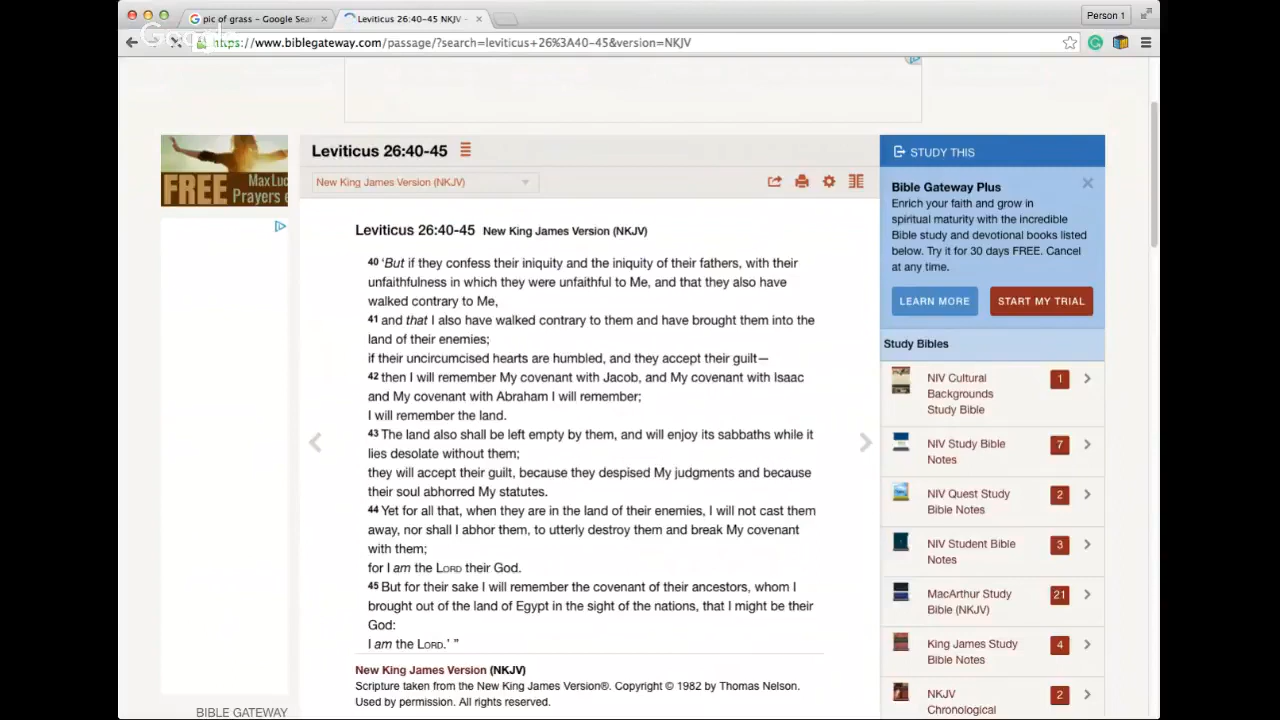 pic of grass - Google Sear
Leviticus 26:40-45 NKJV -
Person 1
Google
https://www.biblegateway.com/passage/?search=leviticus+26%3A40-45&version=NKJV
FREE
MaxLuc
Prayers e
Leviticus 26:40-45
New King James Version (NKJV)
Leviticus 26:40-45 New King James Version (NKJV)
40 ‘But if they confess their iniquity and the iniquity of their fathers, with their
unfaithfulness in which they were unfaithful to Me, and that they also have
walked contrary to Me,
41 and that I also have walked contrary to them and have brought them into the
land of their enemies;
if their uncircumcised hearts are humbled, and they accept their guilt—
42 then I will remember My covenant with Jacob, and My covenant with Isaac
and My covenant with Abraham I will remember;
I will remember the land.
43 The land also shall be left empty by them, and will enjoy its sabbaths while it
lies desolate without them;
they will accept their guilt, because they despised My judgments and because
their soul abhorred My statutes.
44 Yet for all that, when they are in the land of their enemies, I will not cast them
away, nor shall I abhor them, to utterly destroy them and break My covenant
with them;
for I am the LORD their God.
45 But for their sake I will remember the covenant of their ancestors, whom I
brought out of the land of Egypt in the sight of the nations, that I might be their
God:
I am the LORD.’ ”
New King James Version (NKJV)
Scripture taken from the New King James Version®. Copyright © 1982 by Thomas Nelson.
Used by permission. All rights reserved.
STUDY THIS
Bible Gateway Plus
Enrich your faith and grow in
spiritual maturity with the incredible
Bible study and devotional books listed
below. Try it for 30 days FREE. Cancel
at any time.
LEARN MORE
START MY TRIAL
Study Bibles
NIV Cultural
Backgrounds
Study Bible
1
NIV Study Bible
Notes
7
NIV Quest Study
Bible Notes
2
NIV Student Bible
Notes
3
MacArthur Study
Bible (NKJV)
21
King James Study
Bible Notes
4
NKJV
Chronological
2
BIBLE GATEWAY